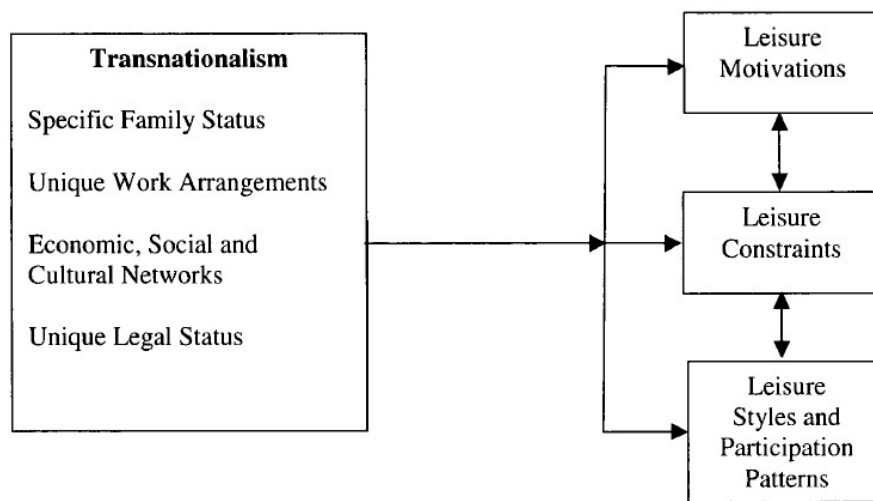 Transnationalism
Specific Family Status
Unique Work Arrangements
Economic, Social and
Cultural Networks
Unique Legal Status
Leisure
Motivations
Leisure
Constraints
Leisure
Styles and
Participation
Patterns